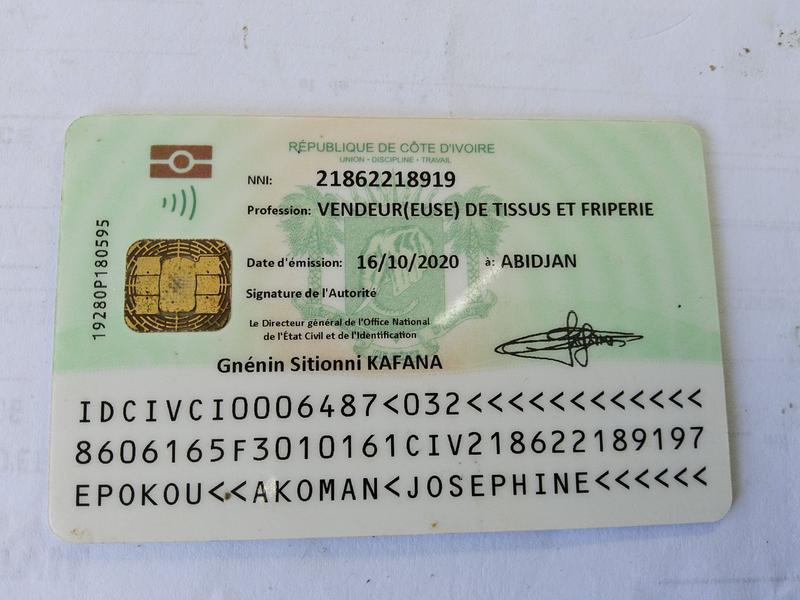 RÉPUBLIQUE DE CÔTE D'IVOIRE
UNION - DISCIPLINE - TRAVAIL
NNI: 21862218919
Profession: VENDEUR(EUSE) DE TISSUS ET FRIPERIE
19280P180595
Date d'émission: 16/10/2020 à: ABIDJAN
Signature de l'Autorité
Le Directeur général de l'Office National
de l'État Civil et de l'Identification
Gnénin Sitionni KAFANA
IDCIVCI0006487<032<<<<<<<<<<<<
8606165F3010161CIV218622189197
EPOKOU<<AKOMAN<JOSEPHINE<<<<<<